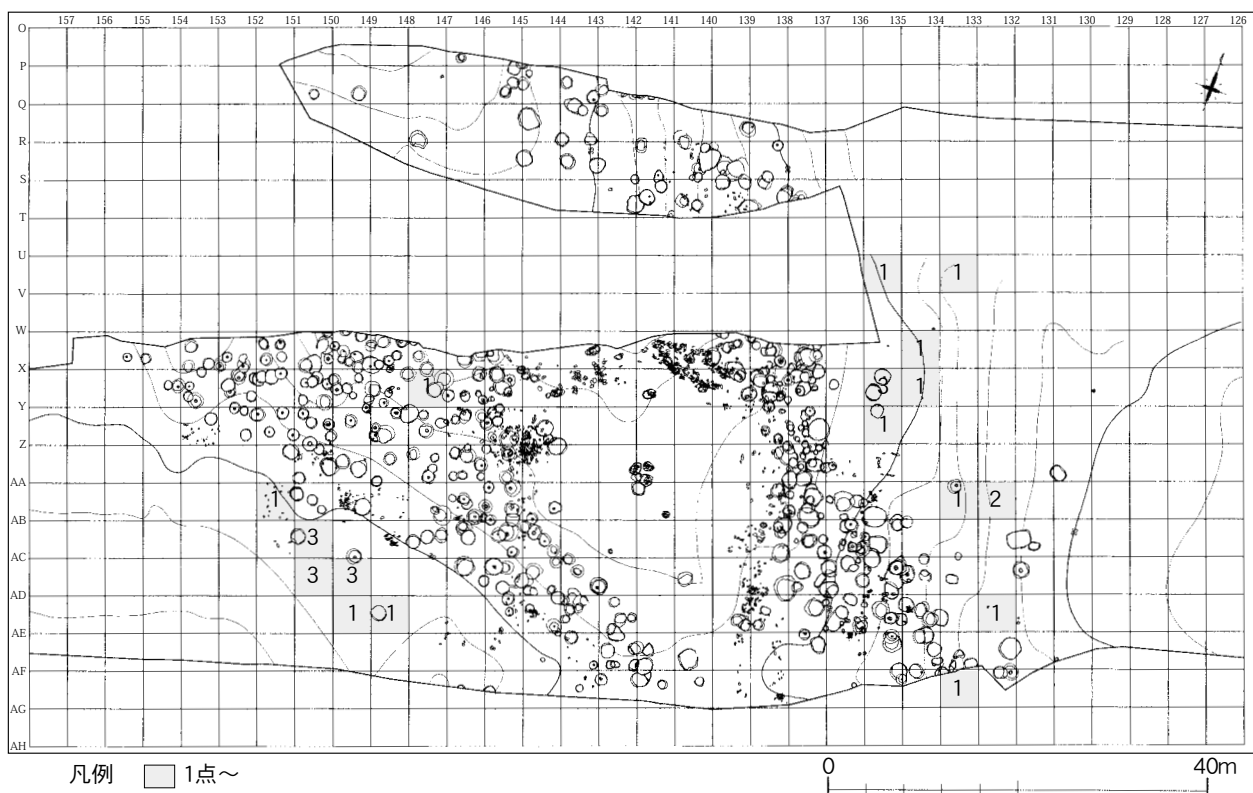 157 156 155 154 153 152 151 150 149 148 147 146 145 144 143 142 141 140 139 138 137 136 135 134 133 132 131 130 129 128 127 126
O
P
Q
R
S
T
U
1 1
V
W
1
X
1 3 1
Y
1
Z
AA
1 1 2
AB
3
AC
3 3
AD
1 1 1
AE
AF
1
AG
AH
凡例 1点~
0 40m